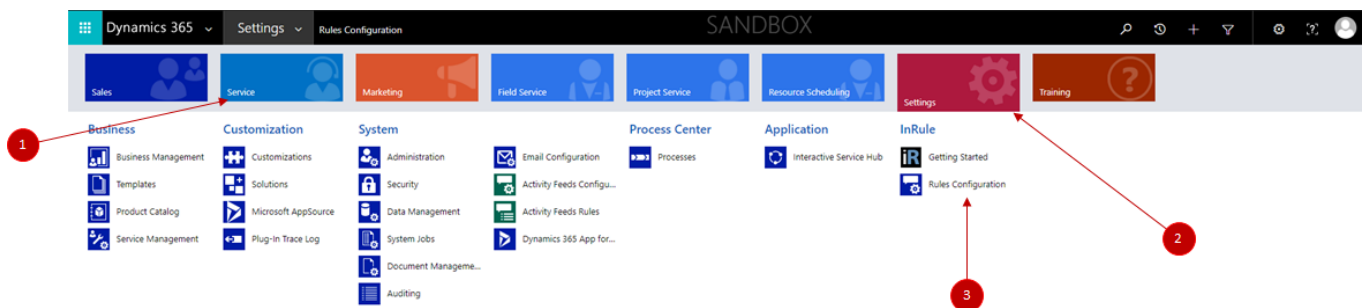 Dynamics 365 Settings Rules Configuration SANDBOX
Sales Service Marketing Field Service Project Service Resource Scheduling Settings Training
1
Business
Business Management
Templates
Product Catalog
Service Management
Customization
Customizations
Solutions
Microsoft AppSource
Plug-In Trace Log
System
Administration
Security
Data Management
System Jobs
Document Manageme...
Auditing
Email Configuration
Activity Feeds Configu...
Activity Feeds Rules
Dynamics 365 App for...
Process Center
Processes
Application
Interactive Service Hub
InRule
iR Getting Started
Rules Configuration
2
3